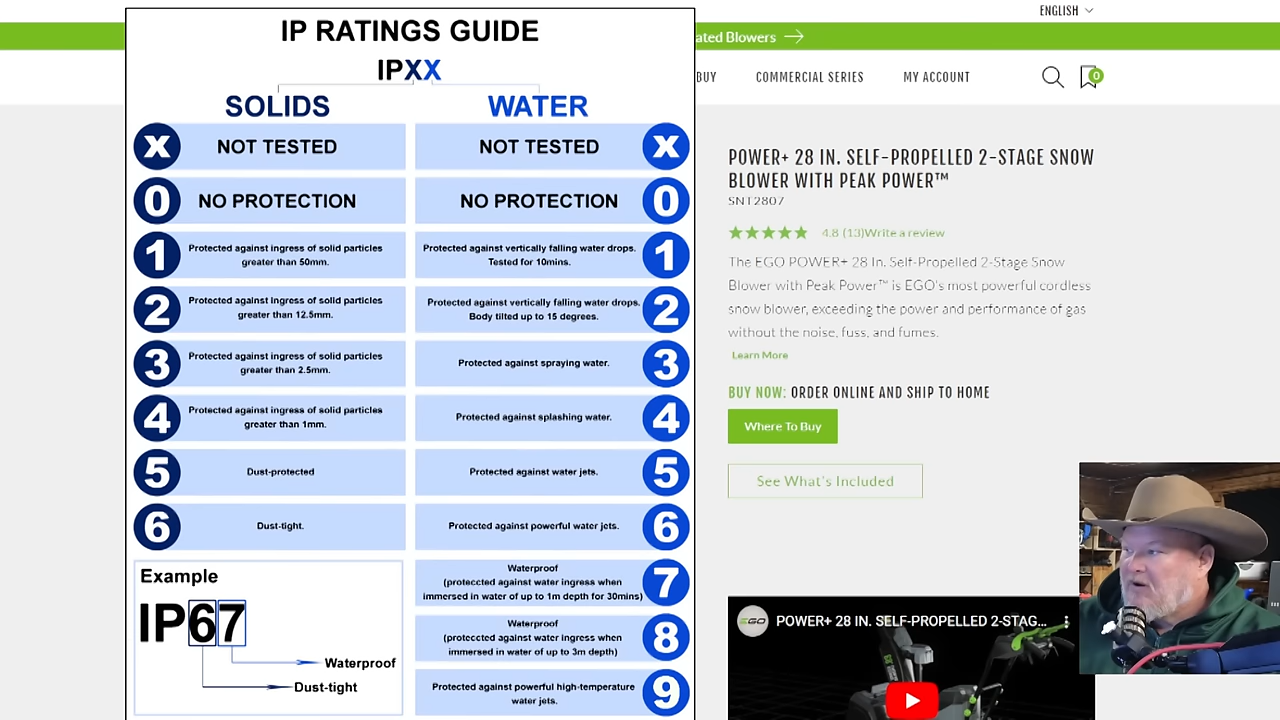 ENGLISH
ated Blowers
BUY
COMMERCIAL SERIES
MY ACCOUNT
0
IP RATINGS GUIDE
IPXX
SOLIDS
WATER
X
NOT TESTED
NOT TESTED
X
0
NO PROTECTION
NO PROTECTION
0
1
Protected against ingress of solid particles
greater than 50mm.
Protected against vertically falling water drops.
Tested for 10mins.
1
2
Protected against ingress of solid particles
greater than 12.5mm.
Protected against vertically falling water drops.
Body tilted up to 15 degrees.
2
3
Protected against ingress of solid particles
greater than 2.5mm.
Protected against spraying water.
3
4
Protected against ingress of solid particles
greater than 1mm.
Protected against splashing water.
4
5
Dust-protected
Protected against water jets.
5
6
Dust-tight.
Protected against powerful water jets.
6
Example
IP67
Waterproof
Dust-tight
Waterproof
(proteccted against water ingress when
immersed in water of up to 1m depth for 30mins)
7
Waterproof
(proteccted against water ingress when
immersed in water of up to 3m depth)
8
Protected against powerful high-temperature
water jets.
9
POWER+ 28 IN. SELF-PROPELLED 2-STAGE SNOW
BLOWER WITH PEAK POWER™
SNT2807
4.8 (13)Write a review
The EGO POWER+ 28 In. Self-Propelled 2-Stage Snow
Blower with Peak Power™ is EGO's most powerful cordless
snow blower, exceeding the power and performance of gas
without the noise, fuss, and fumes.
Learn More
BUY NOW: ORDER ONLINE AND SHIP TO HOME
Where To Buy
See What's Included
EGO
POWER+ 28 IN. SELF-PROPELLED 2-STAG...